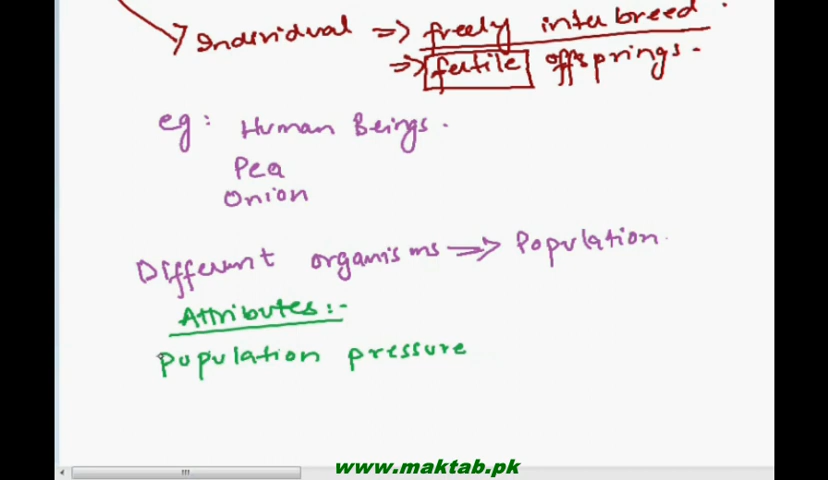 Individual => freely interbreed.
=> fertile offsprings.
eg: Human Beings.
Pea
Onion
Different organisms => Population.
Attributes:-
Population pressure
www.maktab.pk